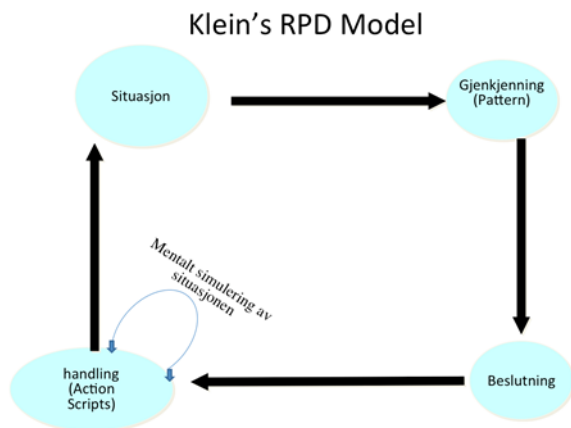 Klein's RPD Model
Situasjon
Gjenkjenning
(Pattern)
Mentalt simulering av
situasjonen
handling
(Action
Scripts)
Beslutning